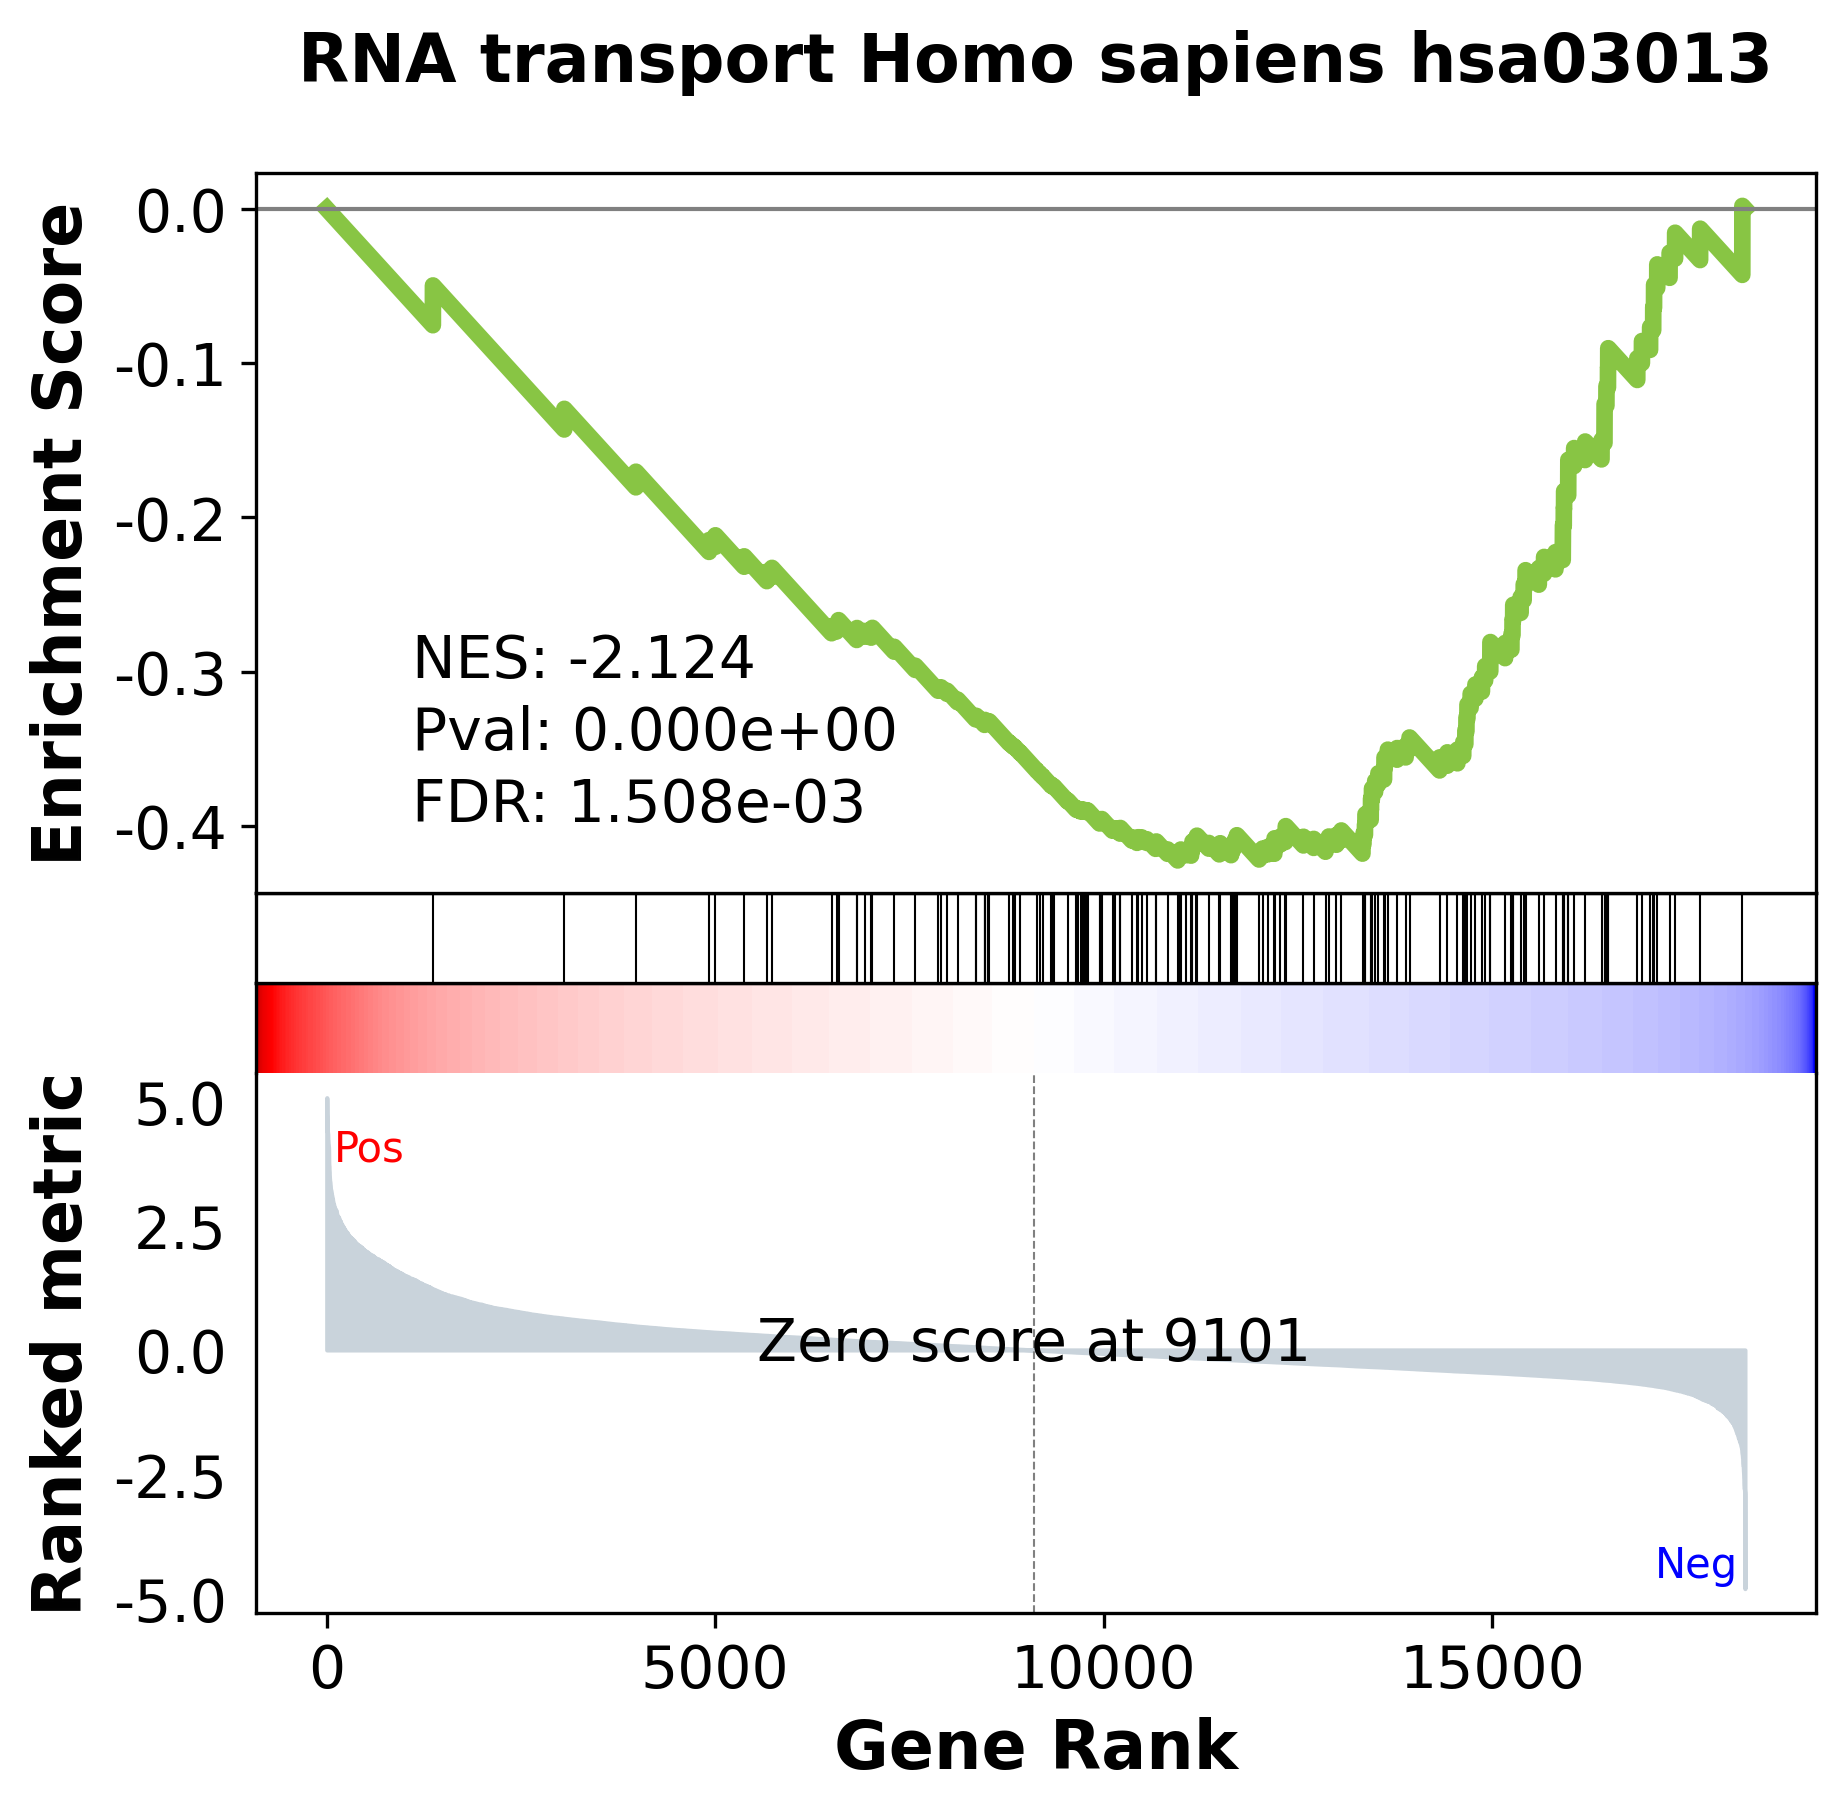 RNA transport Homo sapiens hsa03013
Enrichment Score
0.0
-0.1
-0.2
-0.3
-0.4
NES: -2.124
Pval: 0.000e+00
FDR: 1.508e-03
Ranked metric
5.0
2.5
0.0
-2.5
-5.0
Pos
Zero score at 9101
Neg
0 5000 10000 15000
Gene Rank